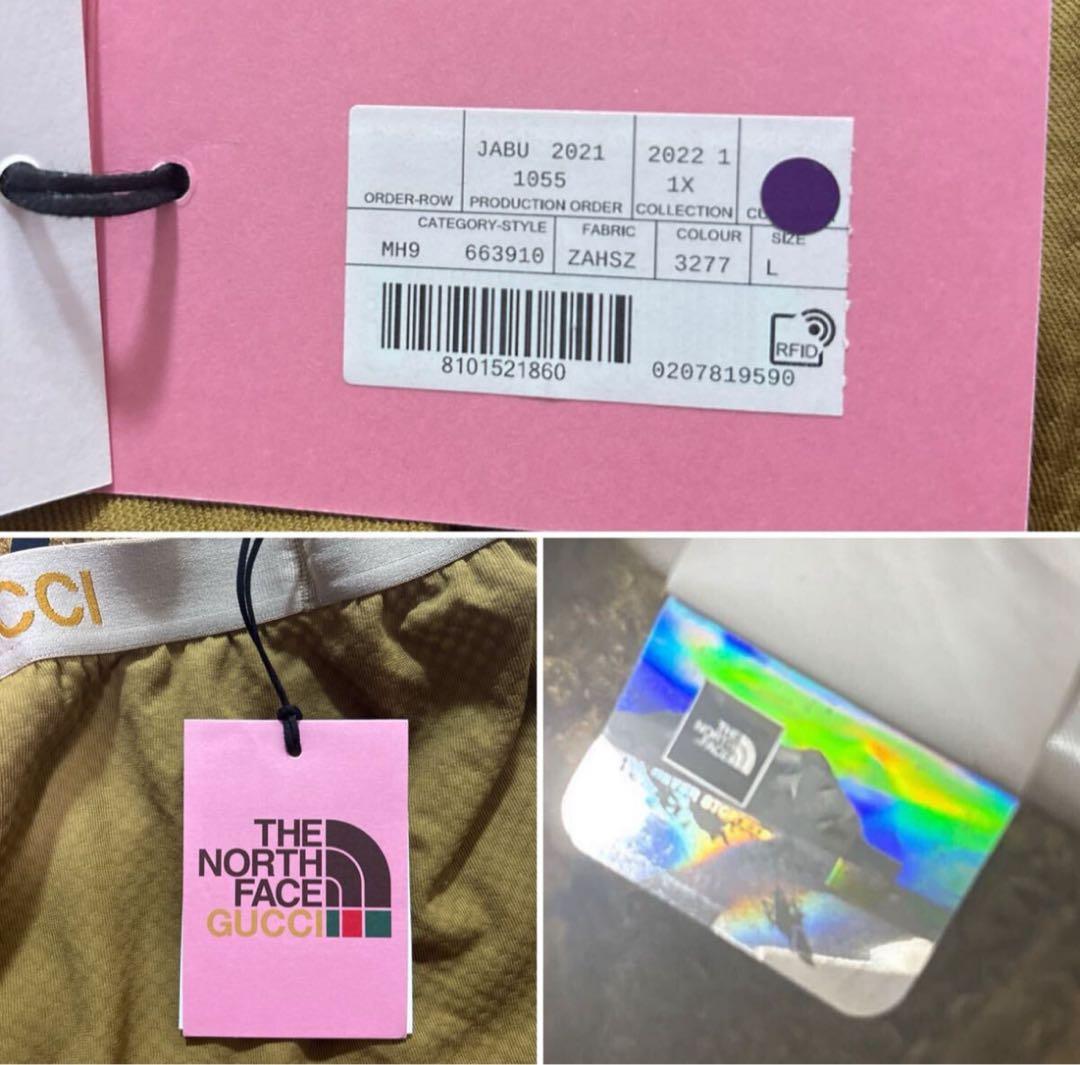 JABU 2021
1055
2022 1
1X
ORDER-ROW
PRODUCTION ORDER
COLLECTION
CU
CATEGORY-STYLE
FABRIC
COLOUR
SIZE
MH9 663910
ZAHSZ
3277
L
RFID
8101521860
0207819590
CCI
THE
NORTH
FACE
GUCCI
THE
NORTH
FACE